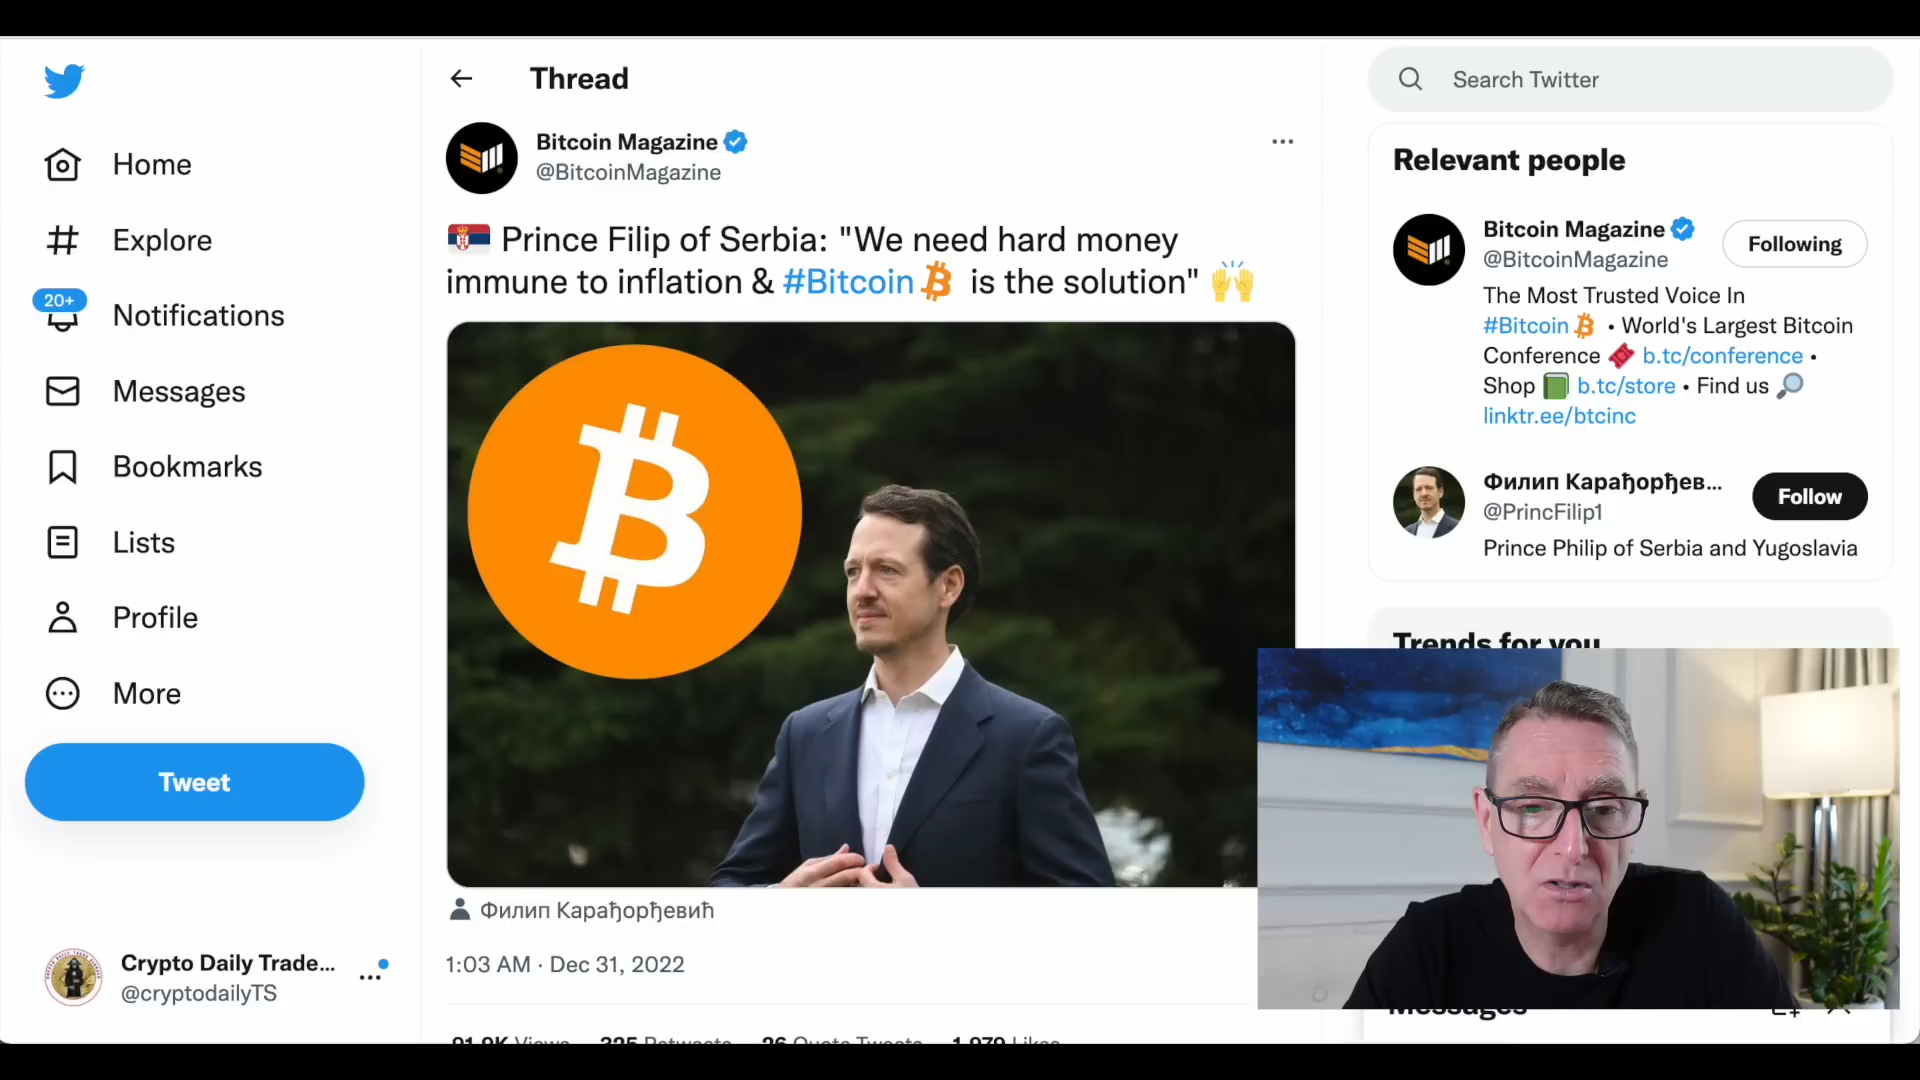 Home
Explore
20+
Notifications
Messages
Bookmarks
Lists
Profile
More
Tweet
Crypto Daily Trade...
@cryptodailyTS
Thread
Bitcoin Magazine
@BitcoinMagazine
Prince Filip of Serbia: "We need hard money
immune to inflation & #Bitcoin is the solution" 🙌
Филип Карађорђевић
1:03 AM · Dec 31, 2022
91.9K Views 325 Retweets 26 Quote Tweets 1,979 Likes
Search Twitter
Relevant people
Bitcoin Magazine
@BitcoinMagazine
Following
The Most Trusted Voice In
#Bitcoin • World's Largest Bitcoin
Conference 🎟️ b.tc/conference •
Shop 📗 b.tc/store • Find us 🔎
linktr.ee/btcinc
Филип Карађорђев...
@PrincFilip1
Follow
Prince Philip of Serbia and Yugoslavia
Trends for you
Messages